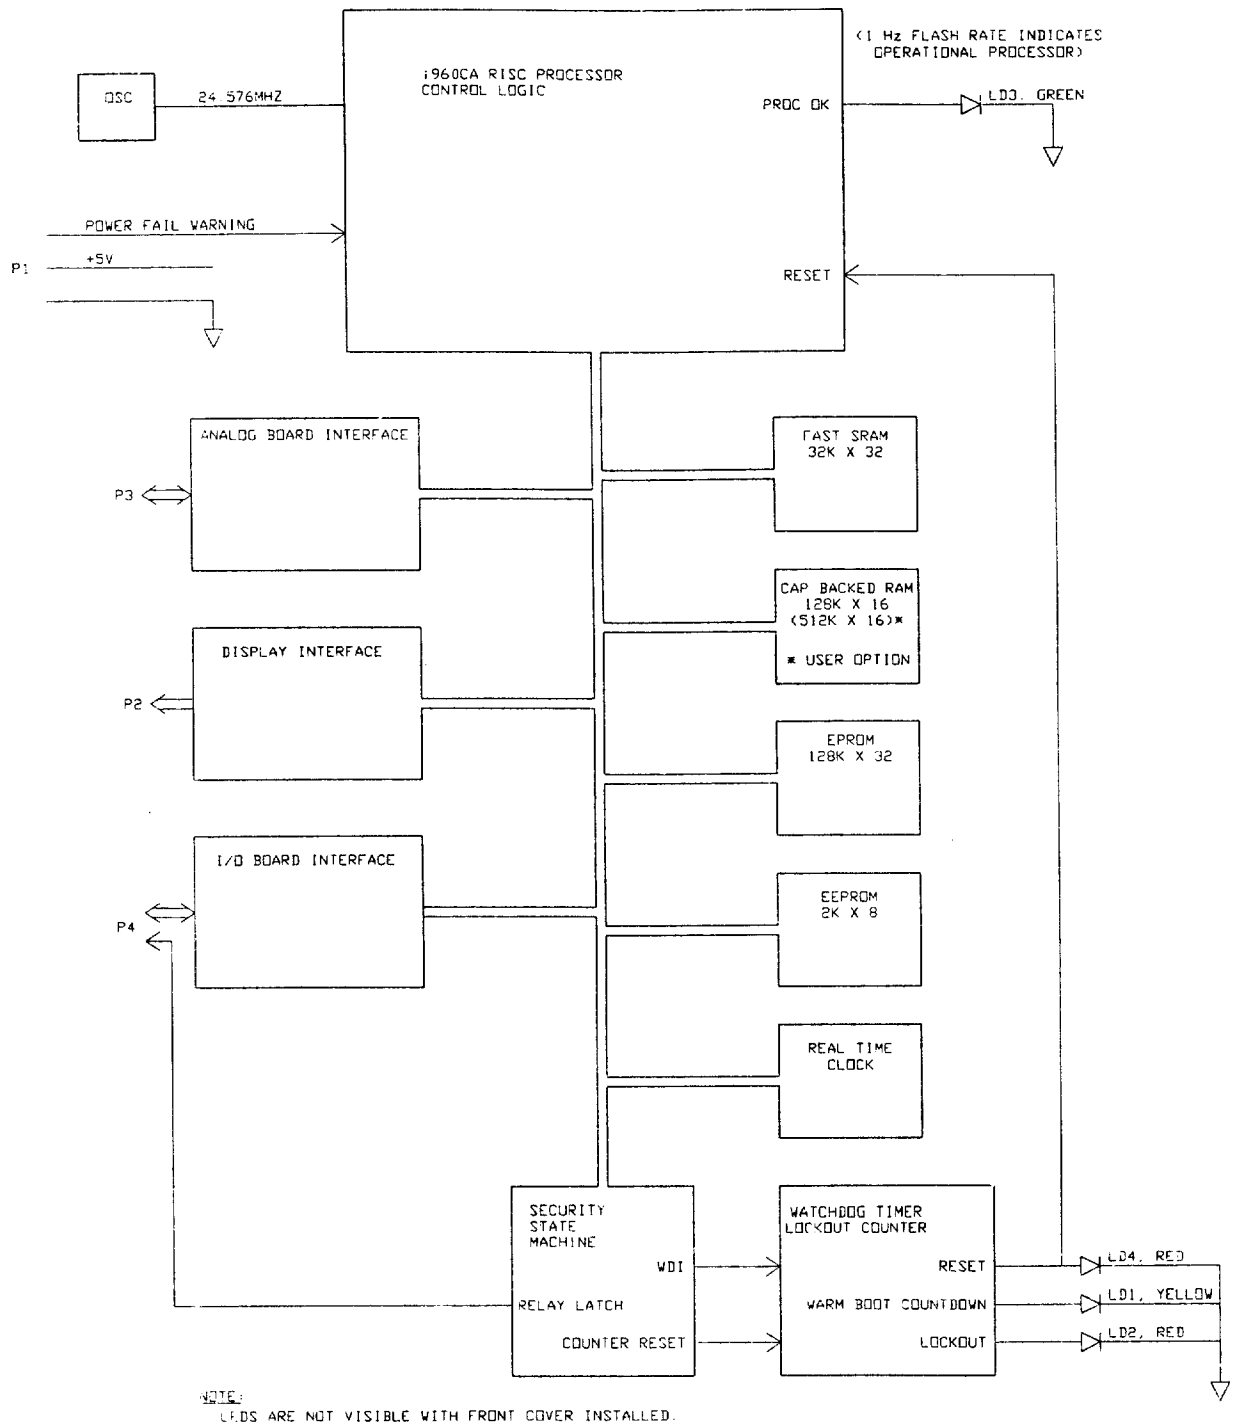 (1 Hz FLASH RATE INDICATES
OPERATIONAL PROCESSOR)
i960CA RISC PROCESSOR
CONTROL LOGIC
OSC
24.576MHZ
PROC OK
LD3, GREEN
POWER FAIL WARNING
P1
+5V
RESET
ANALOG BOARD INTERFACE
P3
FAST SRAM
32K X 32
CAP BACKED RAM
128K X 16
(512K X 16)*
* USER OPTION
DISPLAY INTERFACE
P2
EPROM
128K X 32
I/O BOARD INTERFACE
P4
EEPROM
2K X 8
REAL TIME
CLOCK
SECURITY
STATE
MACHINE
WDI
RELAY LATCH
COUNTER RESET
WATCHDOG TIMER
LOCKOUT COUNTER
RESET
WARM BOOT COUNTDOWN
LOCKOUT
LD4, RED
LD1, YELLOW
LD2, RED
NOTE:
LEDS ARE NOT VISIBLE WITH FRONT COVER INSTALLED.